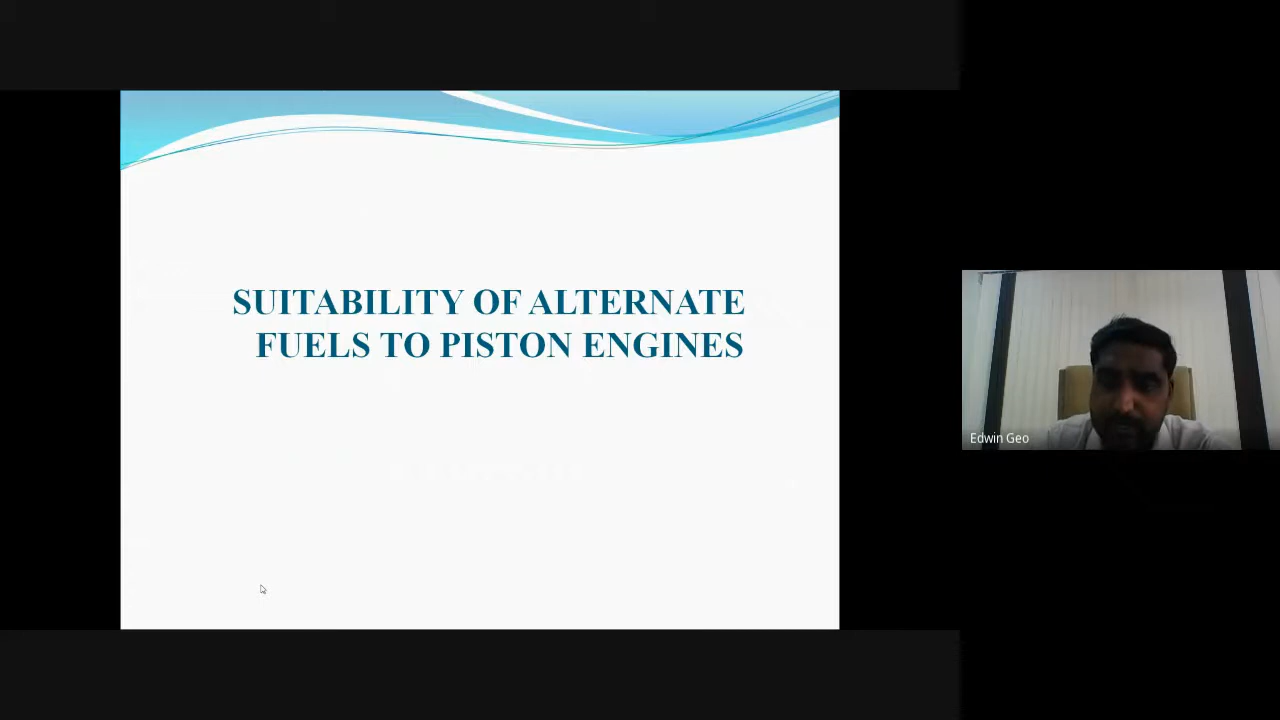 SUITABILITY OF ALTERNATE
FUELS TO PISTON ENGINES
Edwin Geo